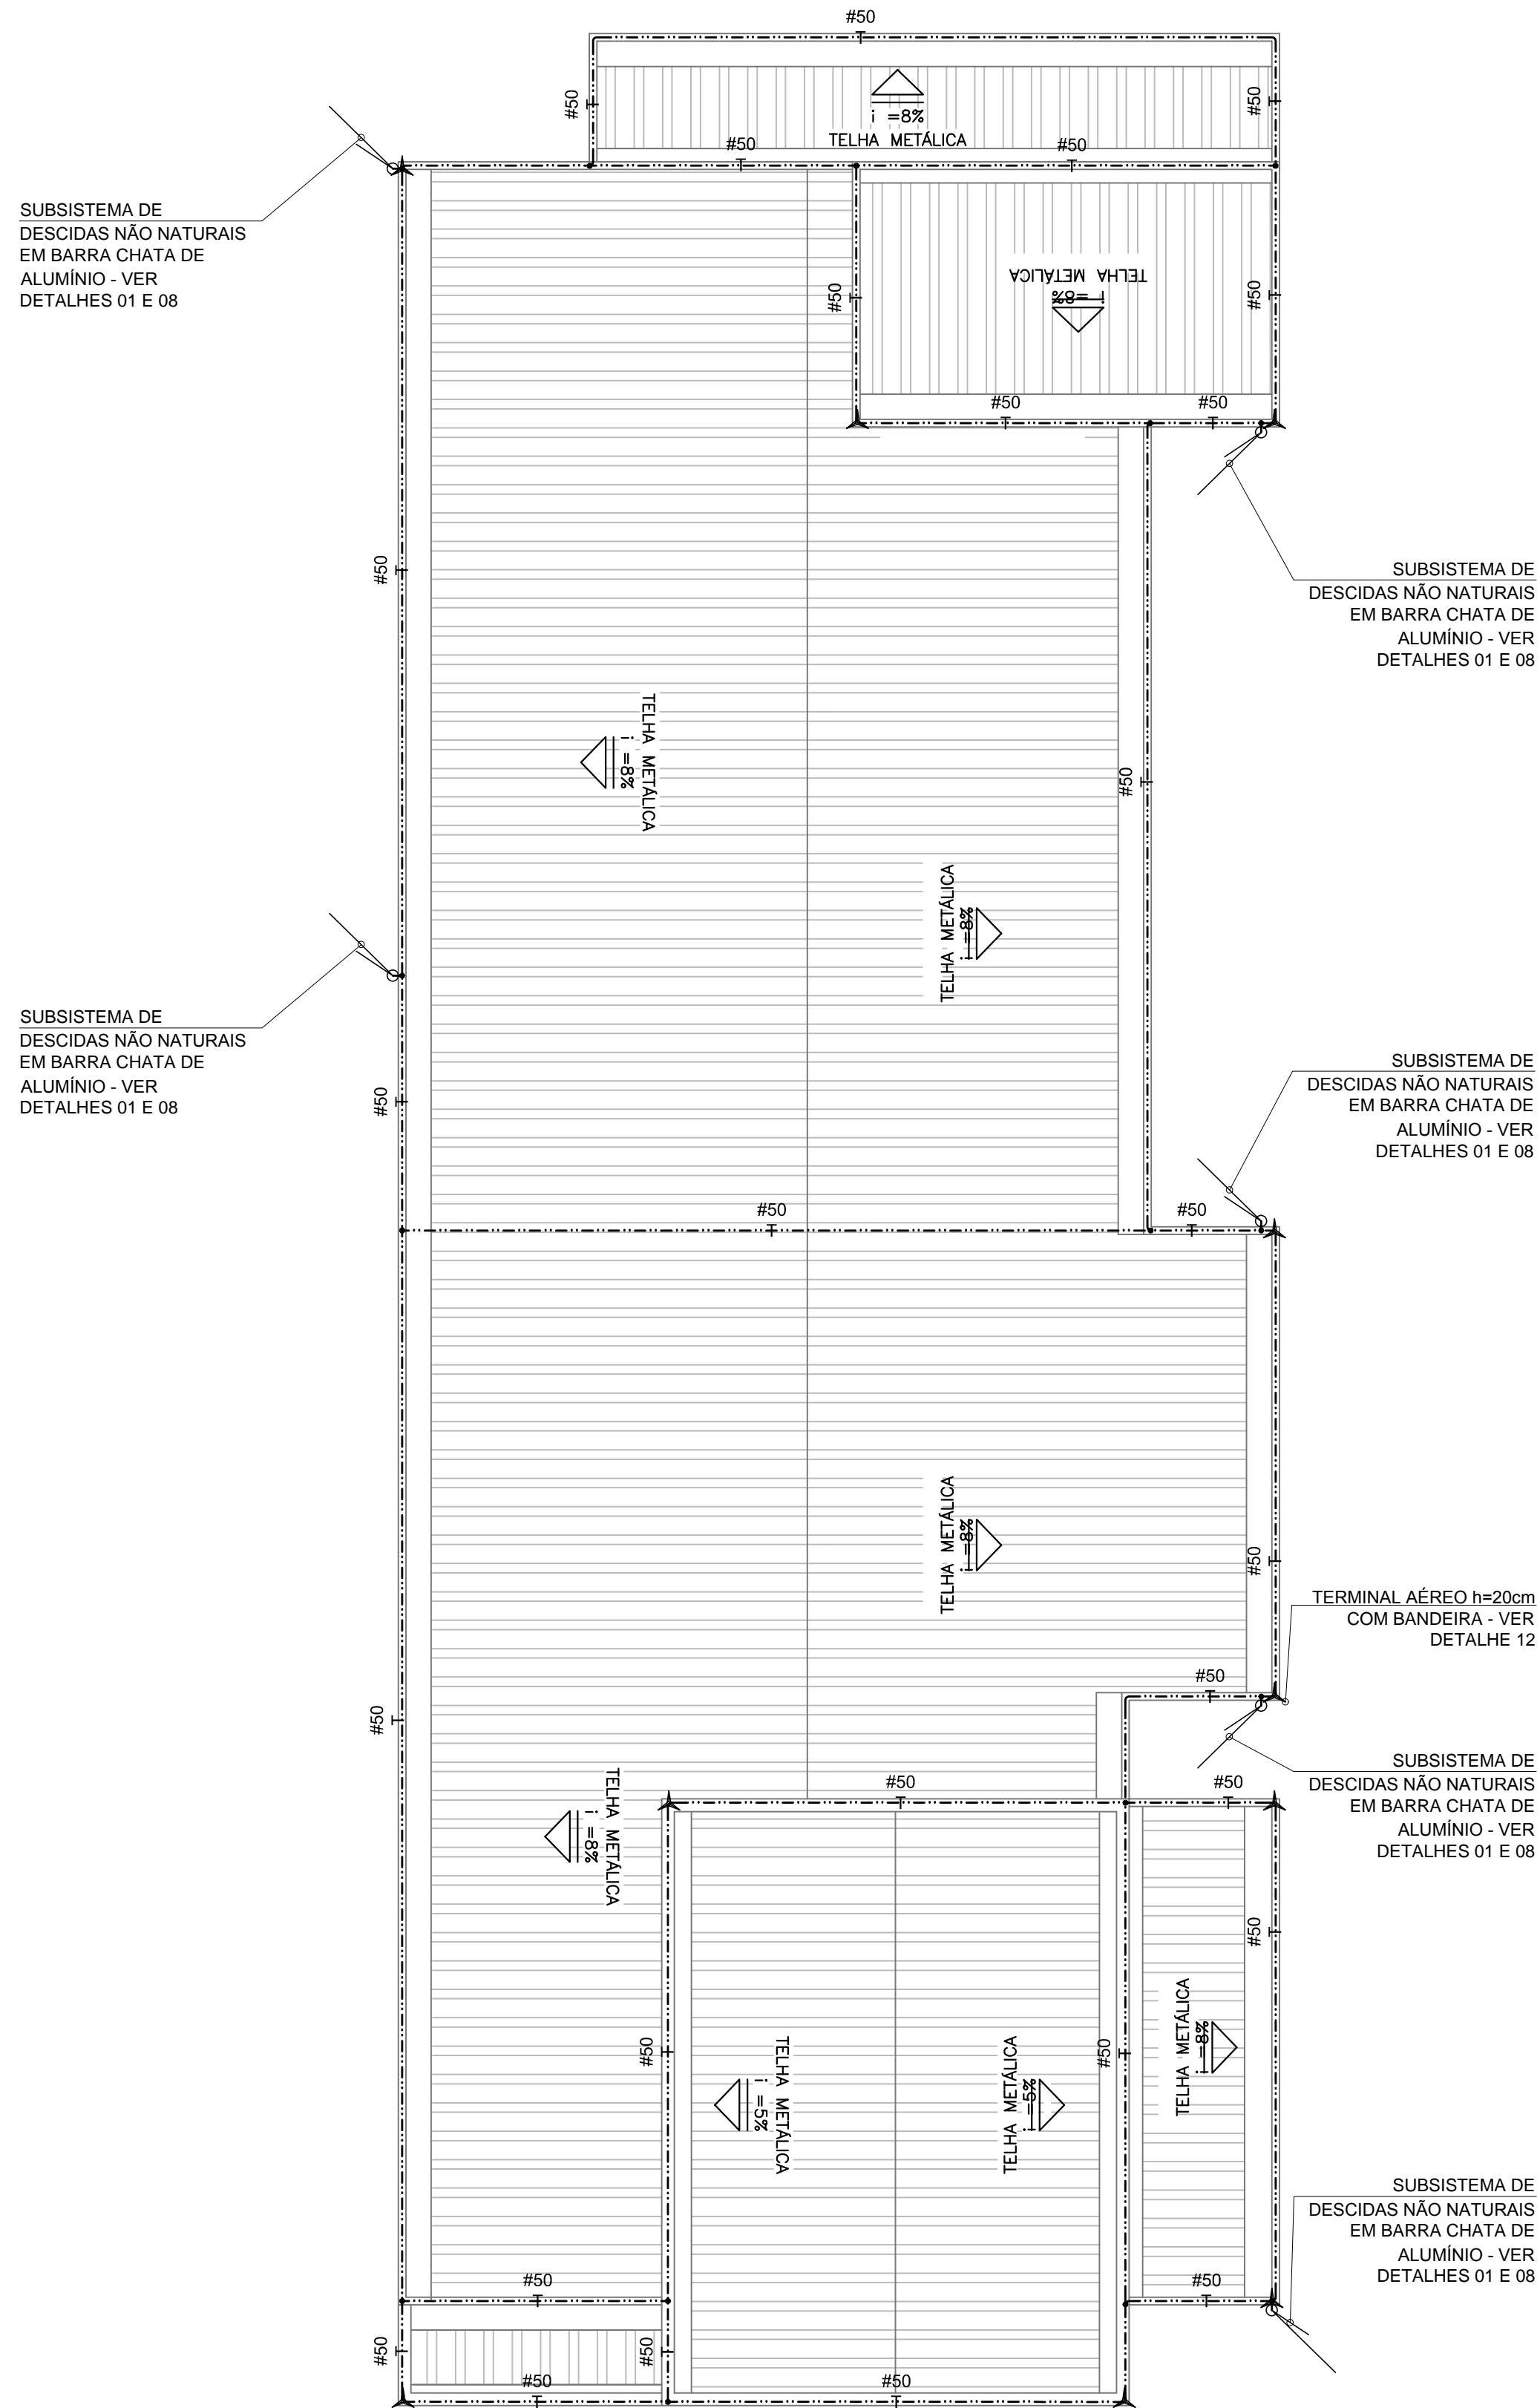 #50
#50
#50
i =8%
TELHA METÁLICA
#50
#50
SUBSISTEMA DE
DESCIDAS NÃO NATURAIS
EM BARRA CHATA DE
ALUMÍNIO - VER
DETALHES 01 E 08
TELHA METÁLICA
i =8%
#50
#50
#50
#50
SUBSISTEMA DE
DESCIDAS NÃO NATURAIS
EM BARRA CHATA DE
ALUMÍNIO - VER
DETALHES 01 E 08
#50
TELHA METÁLICA
i =8%
#50
TELHA METÁLICA
i =8%
SUBSISTEMA DE
DESCIDAS NÃO NATURAIS
EM BARRA CHATA DE
ALUMÍNIO - VER
DETALHES 01 E 08
#50
SUBSISTEMA DE
DESCIDAS NÃO NATURAIS
EM BARRA CHATA DE
ALUMÍNIO - VER
DETALHES 01 E 08
#50
#50
TELHA METÁLICA
i =8%
#50
TERMINAL AÉREO h=20cm
COM BANDEIRA - VER
DETALHE 12
#50
#50
SUBSISTEMA DE
DESCIDAS NÃO NATURAIS
EM BARRA CHATA DE
ALUMÍNIO - VER
DETALHES 01 E 08
#50
#50
TELHA METÁLICA
i =8%
#50
#50
#50
TELHA METÁLICA
i =8%
TELHA METÁLICA
i =5%
TELHA METÁLICA
i =5%
SUBSISTEMA DE
DESCIDAS NÃO NATURAIS
EM BARRA CHATA DE
ALUMÍNIO - VER
DETALHES 01 E 08
#50
#50
#50
#50
#50
#50